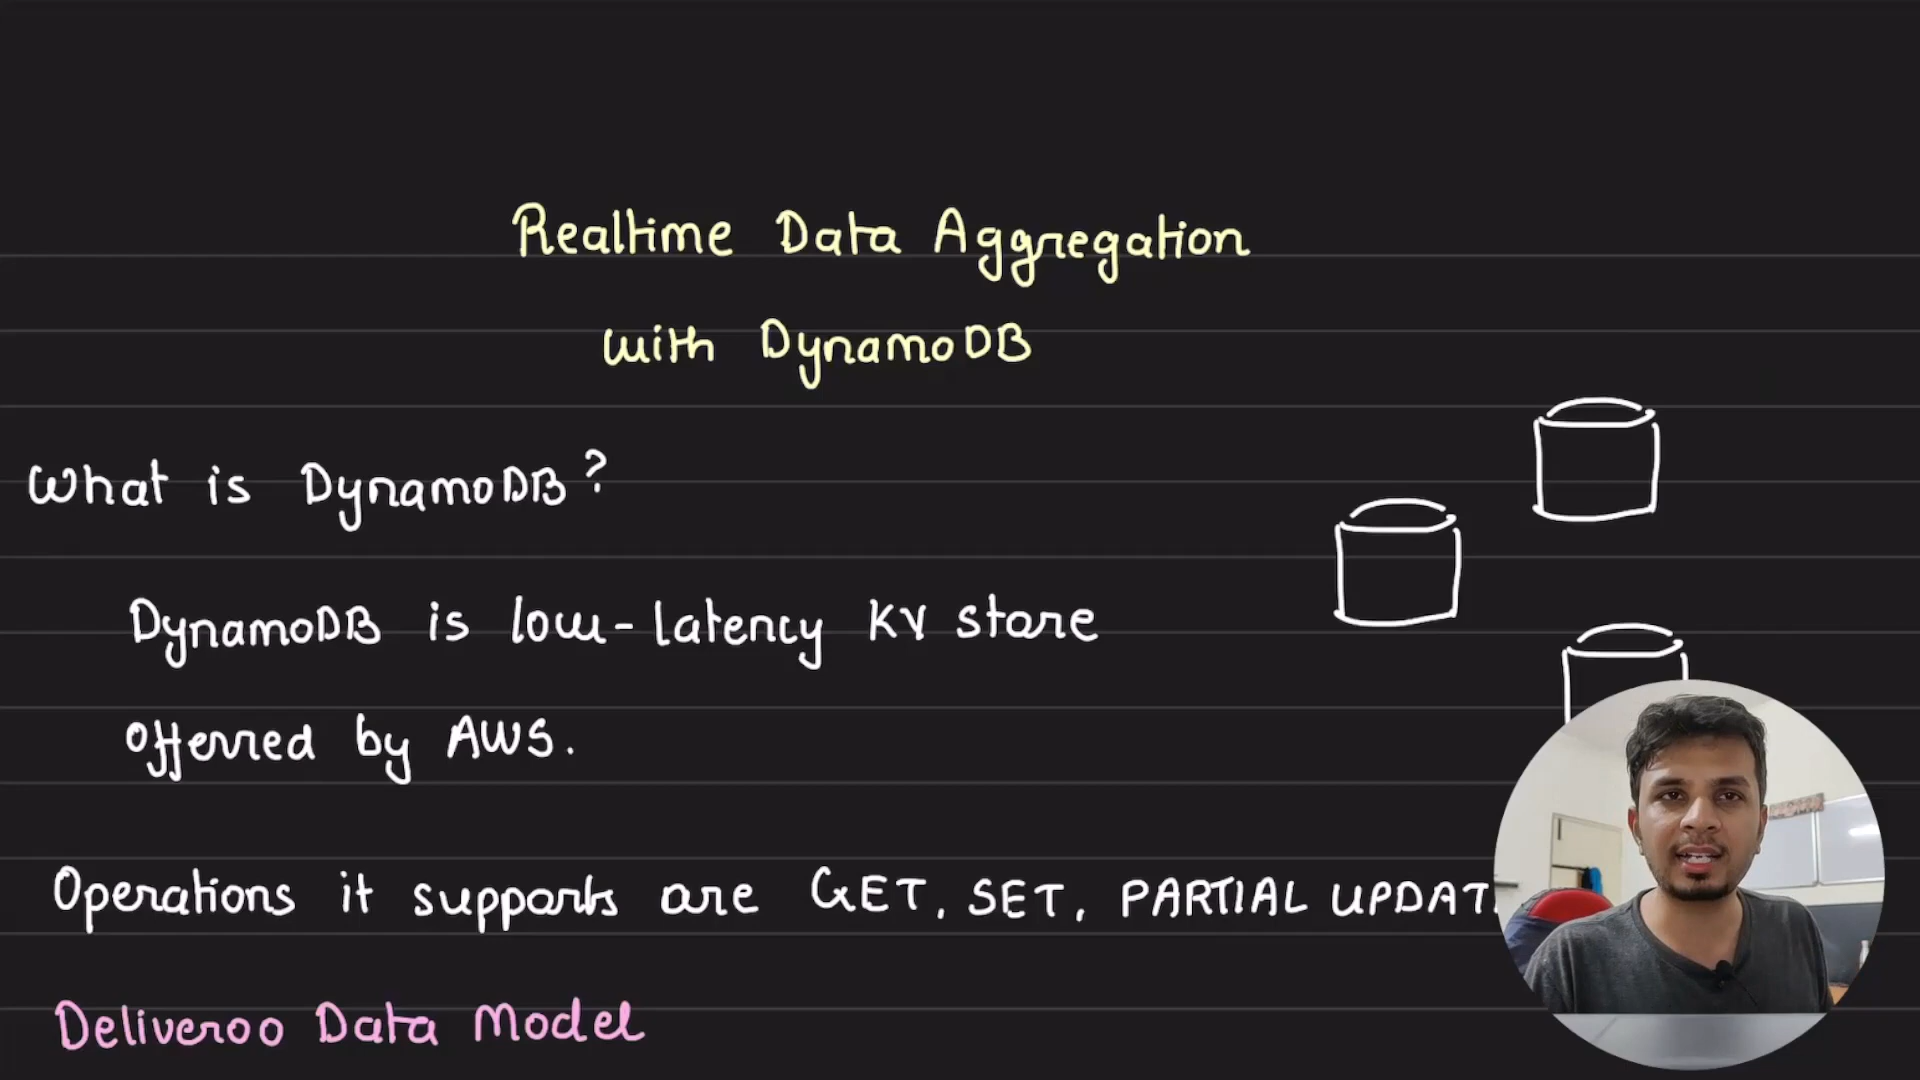 Realtime Data Aggregation
with DynamoDB
What is DynamoDB?
DynamoDB is low-latency KV store
offerred by AWS.
Operations it supports are GET, SET, PARTIAL UPDAT
Deliveroo Data Model